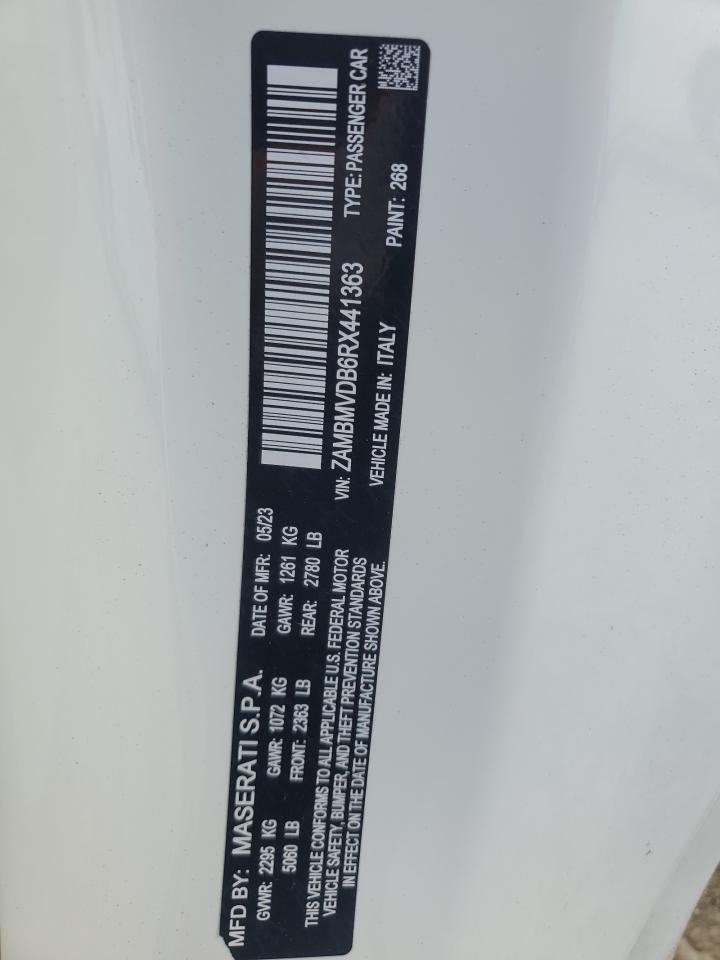 MFD BY: MASERATI S.P.A.
DATE OF MFR: 05/23
GVWR: 2295 KG GAWR: 1072 KG GAWR: 1261 KG
5060 LB FRONT: 2363 LB REAR: 2780 LB
THIS VEHICLE CONFORMS TO ALL APPLICABLE U.S. FEDERAL MOTOR
VEHICLE SAFETY, BUMPER, AND THEFT PREVENTION STANDARDS
IN EFFECT ON THE DATE OF MANUFACTURE SHOWN ABOVE.
VIN: ZAMBMVDB6RX441363 TYPE: PASSENGER CAR
VEHICLE MADE IN: ITALY PAINT: 268